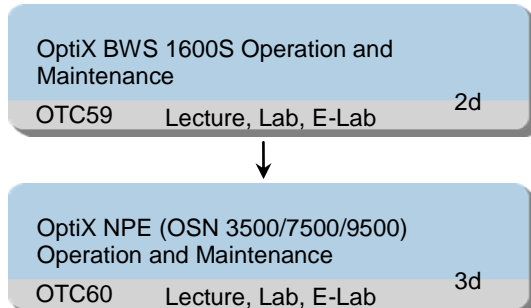 OptiX BWS 1600S Operation and
Maintenance
2d
OTC59 Lecture, Lab, E-Lab
OptiX NPE (OSN 3500/7500/9500)
Operation and Maintenance
3d
OTC60 Lecture, Lab, E-Lab